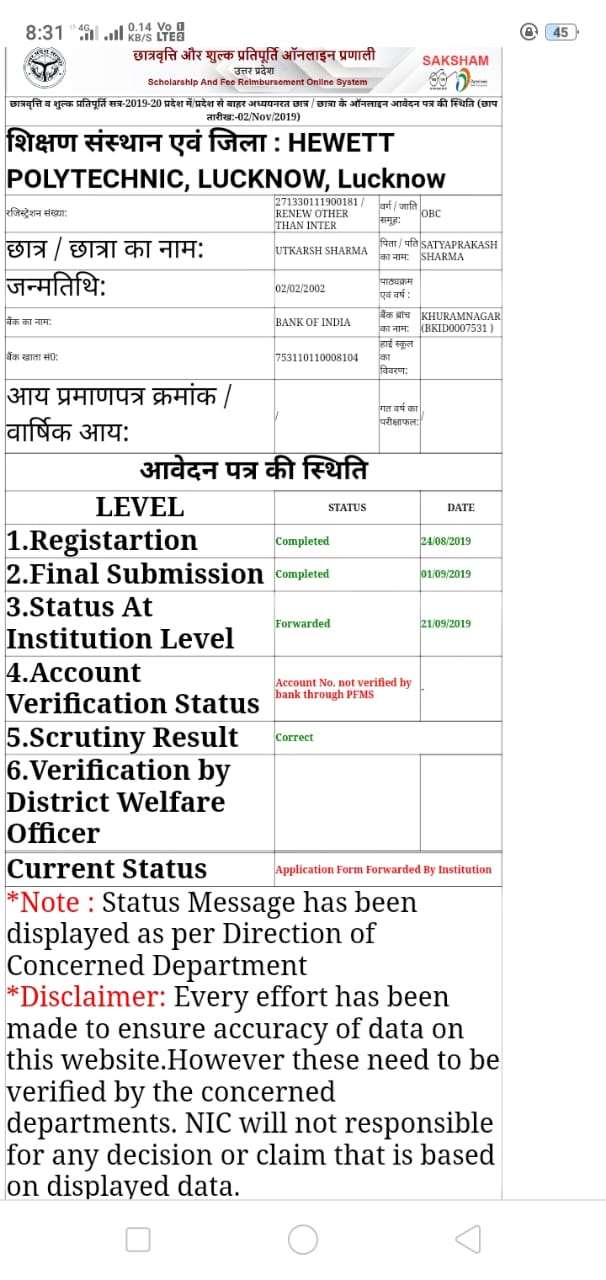 8:31 4G 0.14 KB/S Vo LTE 45
छात्रवृत्ति और शुल्क प्रतिपूर्ति ऑनलाइन प्रणाली
उत्तर प्रदेश
Scholarship And Fee Reimbursement Online System
SAKSHAM
छात्रवृत्ति व शुल्क प्रतिपूर्ति सत्र-2019-20 प्रदेश में/प्रदेश से बाहर अध्ययनरत छात्र / छात्रा के ऑनलाइन आवेदन पत्र की स्थिति (छाप
तारीख:-02/Nov/2019)
शिक्षण संस्थान एवं जिला : HEWETT
POLYTECHNIC, LUCKNOW, Lucknow
रजिस्ट्रेशन संख्या:
271330111900181 /
RENEW OTHER
THAN INTER
वर्ग / जाति
समूह:
OBC
छात्र / छात्रा का नाम:
UTKARSH SHARMA
पिता / पति
का नाम:
SATYAPRAKASH
SHARMA
जन्मतिथि:
02/02/2002
पाठ्यक्रम
एवं वर्ष :
बैंक का नाम:
BANK OF INDIA
बैंक ब्रांच
का नाम:
KHURAMNAGAR
(BKID0007531 )
बैंक खाता सं0:
753110110008104
हाई स्कूल
का
विवरण:
आय प्रमाणपत्र क्रमांक /
वार्षिक आय:
/
गत वर्ष का
परीक्षाफल:
/
आवेदन पत्र की स्थिति
LEVEL STATUS DATE
1.Registartion Completed 24/08/2019
2.Final Submission Completed 01/09/2019
3.Status At
Institution Level
Forwarded 21/09/2019
4.Account
Verification Status
Account No. not verified by
bank through PFMS
-
5.Scrutiny Result Correct
6.Verification by
District Welfare
Officer
Current Status Application Form Forwarded By Institution
*Note : Status Message has been
displayed as per Direction of
Concerned Department
*Disclaimer: Every effort has been
made to ensure accuracy of data on
this website.However these need to be
verified by the concerned
departments. NIC will not responsible
for any decision or claim that is based
on displayed data.